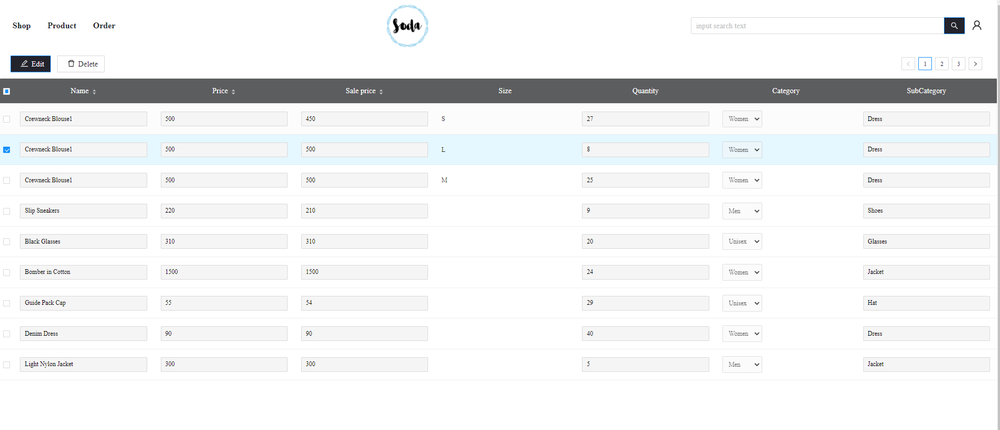 Shop Product Order Soda input search text
Edit Delete < 1 2 3 >
Name Price Sale price Size Quantity Category SubCategory
Crewneck Blouse1 500 450 S 27 Women Dress
Crewneck Blouse1 500 500 L 8 Women Dress
Crewneck Blouse1 500 500 M 25 Women Dress
Slip Sneakers 220 210 9 Men Shoes
Black Glasses 310 310 20 Unisex Glasses
Bomber in Cotton 1500 1500 24 Women Jacket
Guide Pack Cap 55 54 29 Unisex Hat
Denim Dress 90 90 40 Women Dress
Light Nylon Jacket 300 300 5 Men Jacket